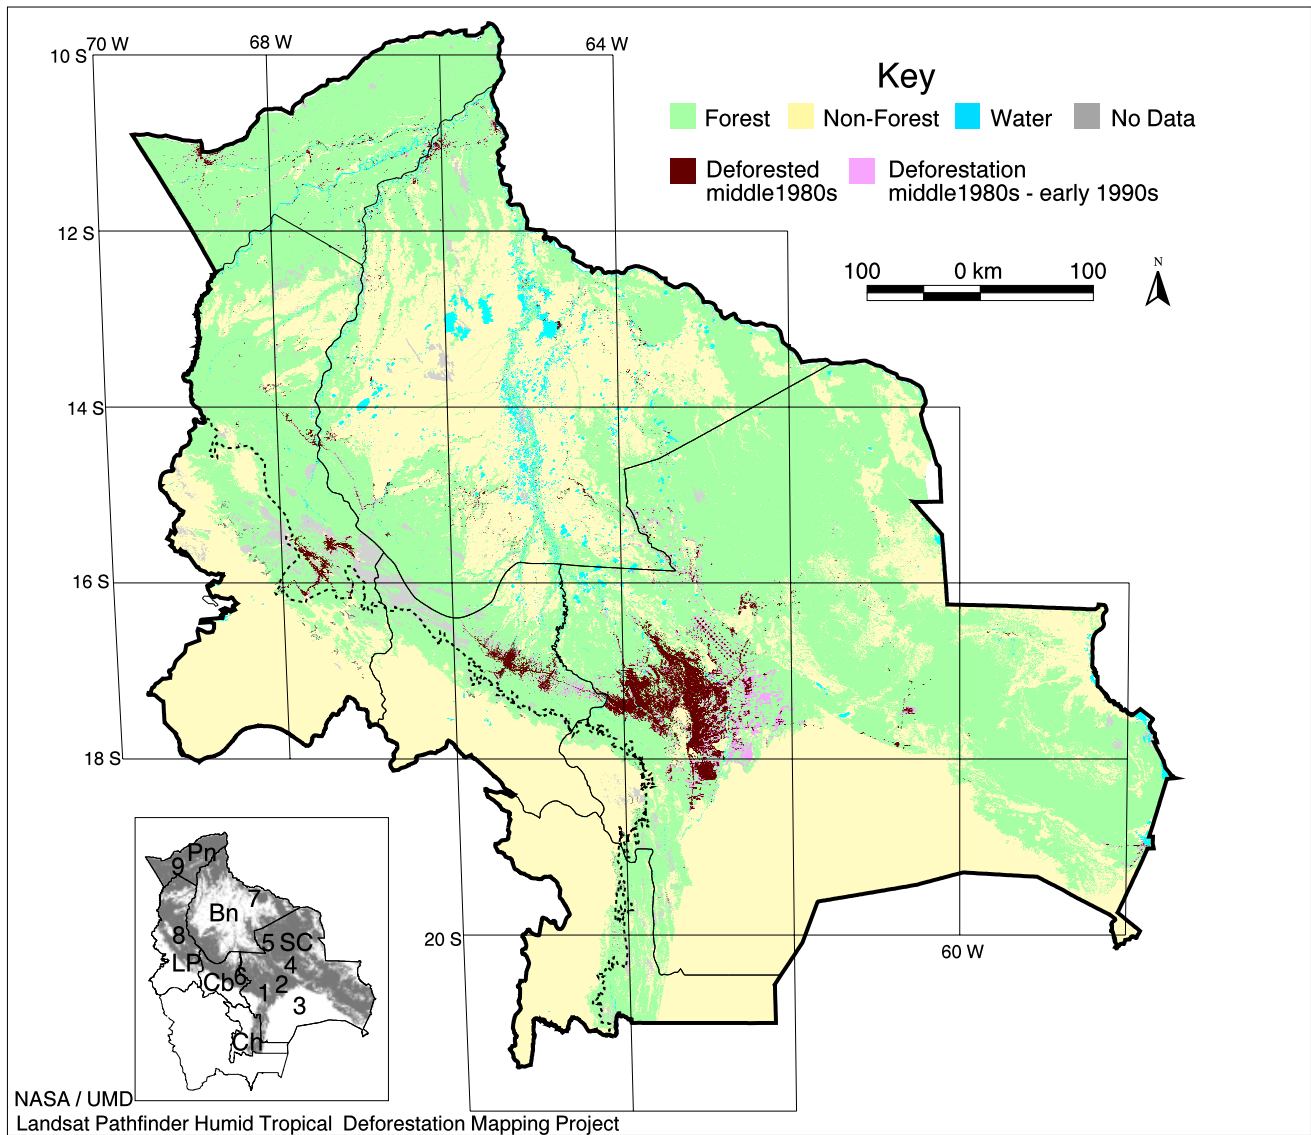 70 W
68 W
64 W
10 S
Key
Forest
Non-Forest
Water
No Data
Deforested
middle1980s
Deforestation
middle1980s - early 1990s
12 S
100
0 km
100
N
14 S
16 S
18 S
20 S
60 W
9
Pn
7
Bn
8
5
SC
LP
6
4
Cb
1
2
3
Ch
NASA / UMD
Landsat Pathfinder Humid Tropical Deforestation Mapping Project